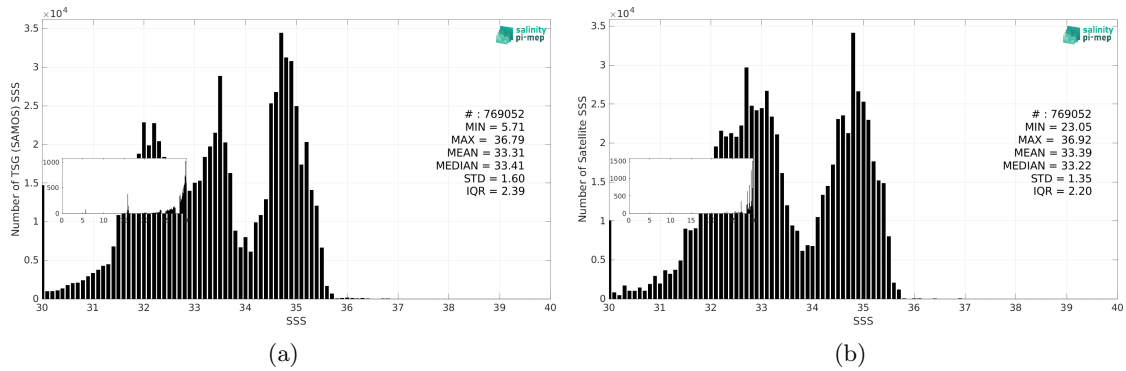 ×10⁴
3.5
3
2.5
2
1.5
1
0.5
0
30
31
32
33
34
35
36
37
38
39
40
Number of TSG (SAMOS) SSS
SSS
salinity
pi-mep
# : 769052
MIN = 5.71
MAX = 36.79
MEAN = 33.31
MEDIAN = 33.41
STD = 1.60
IQR = 2.39
1000
500
0
0
5
10
(a)
×10⁴
3.5
3
2.5
2
1.5
1
0.5
0
30
31
32
33
34
35
36
37
38
39
40
Number of Satellite SSS
SSS
salinity
pi-mep
# : 769052
MIN = 23.05
MAX = 36.92
MEAN = 33.39
MEDIAN = 33.22
STD = 1.35
IQR = 2.20
1500
1000
500
0
0
5
10
15
(b)